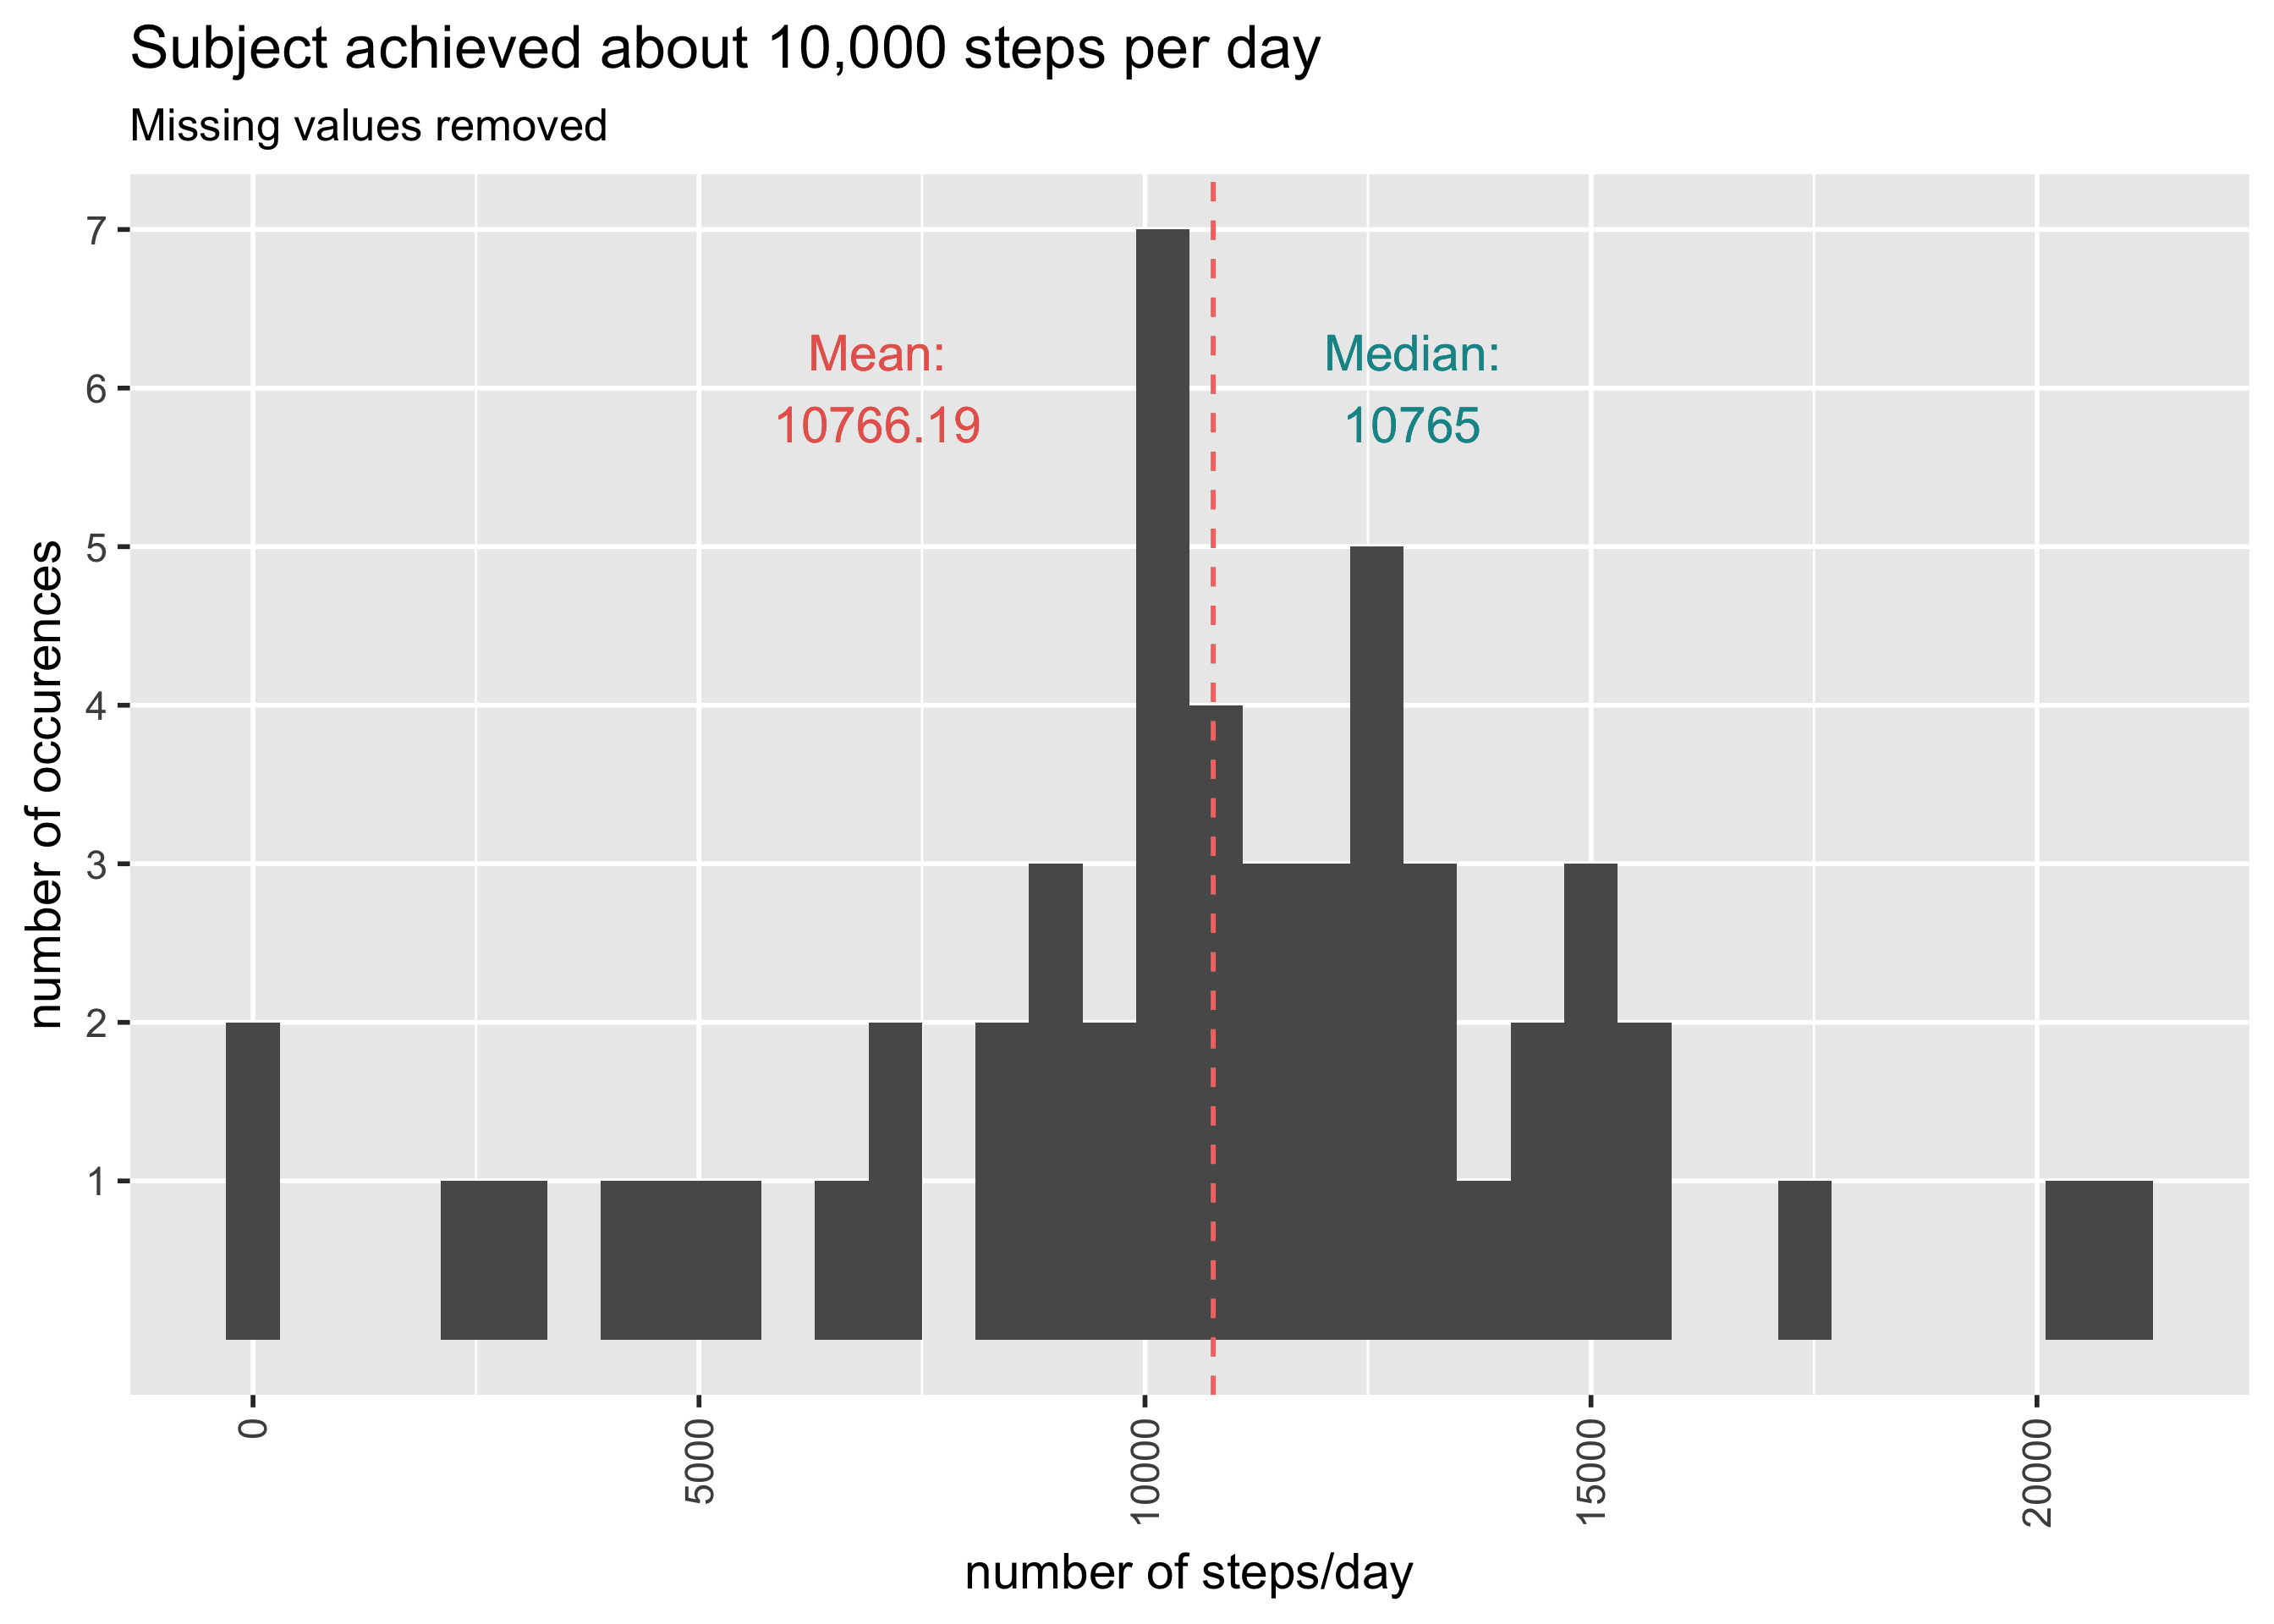 Subject achieved about 10,000 steps per day
Missing values removed
7
6
5
4
3
2
1
number of occurences
Mean:
10766.19
Median:
10765
0
5000
10000
15000
20000
number of steps/day